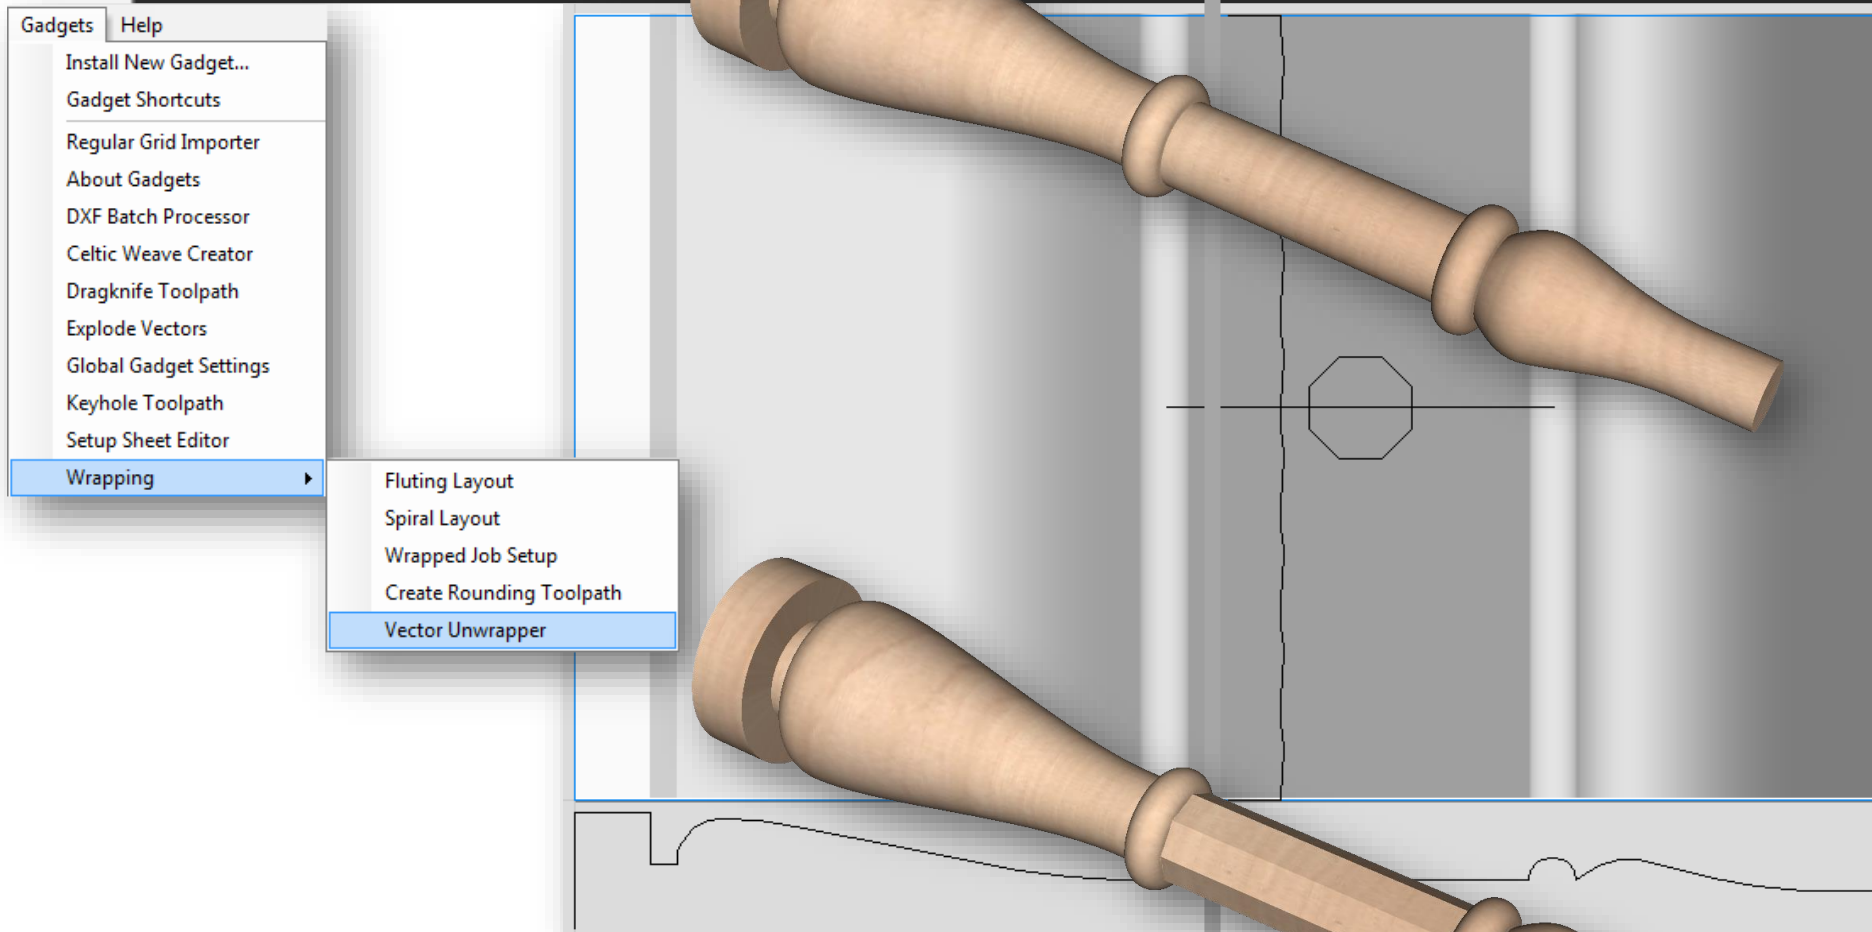 Gadgets Help
Install New Gadget...
Gadget Shortcuts
Regular Grid Importer
About Gadgets
DXF Batch Processor
Celtic Weave Creator
Dragknife Toolpath
Explode Vectors
Global Gadget Settings
Keyhole Toolpath
Setup Sheet Editor
Wrapping
Fluting Layout
Spiral Layout
Wrapped Job Setup
Create Rounding Toolpath
Vector Unwrapper